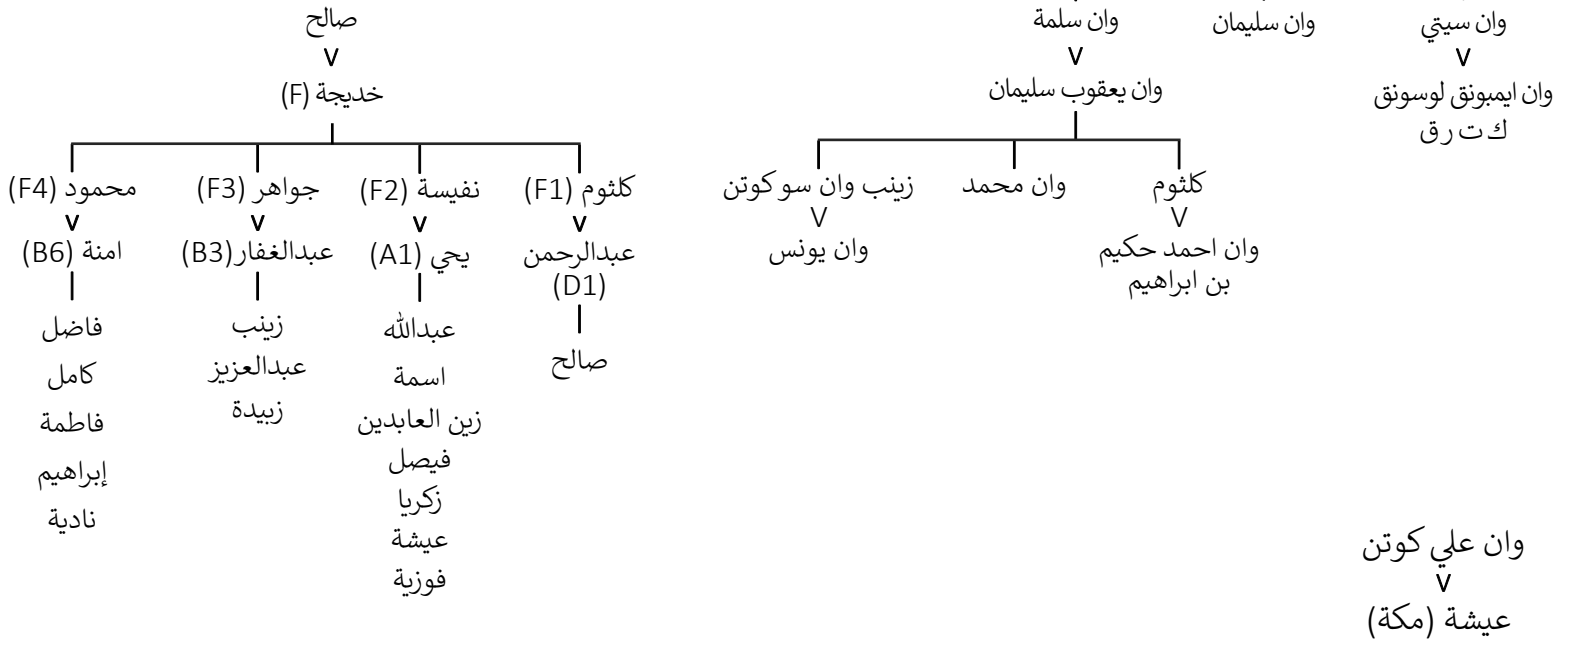 وان سيتي
V
وان ايمبونق لوسونق
ك ت ر ق
وان سليمان
وان سلمة
V
وان يعقوب سليمان
كلثوم
V
وان احمد حكيم
بن ابراهيم
وان محمد
زينب وان سوكوتن
V
وان يونس
صالح
V
خديجة (F)
كلثوم (F1)
V
عبدالرحمن
(D1)
صالح
نفيسة (F2)
V
يحي (A1)
عبدالله
اسمة
زين العابدين
فيصل
زكريا
عيشة
فوزية
جواهر (F3)
V
عبدالغفار(B3)
زينب
عبدالعزيز
زبيدة
محمود (F4)
V
امنة (B6)
فاضل
كامل
فاطمة
إبراهيم
نادية
وان علي كوتن
V
عيشة (مكة)